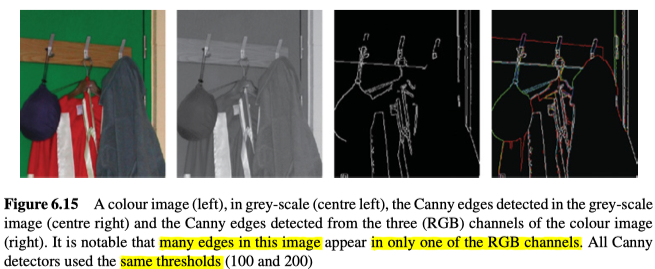 Figure 6.15 A colour image (left), in grey-scale (centre left), the Canny edges detected in the grey-scale
image (centre right) and the Canny edges detected from the three (RGB) channels of the colour image
(right). It is notable that many edges in this image appear in only one of the RGB channels. All Canny
detectors used the same thresholds (100 and 200)